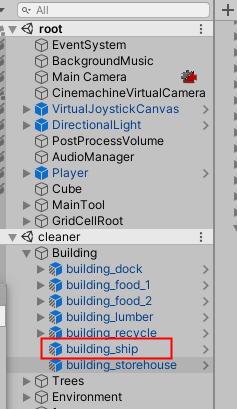 All
root
EventSystem
BackgroundMusic
Main Camera
CinemachineVirtualCamera
VirtualJoystickCanvas
DirectionalLight
PostProcessVolume
AudioManager
Player
Cube
MainTool
GridCellRoot
cleaner
Building
building_dock
building_food_1
building_food_2
building_lumber
building_recycle
building_ship
building_storehouse
Trees
Environment